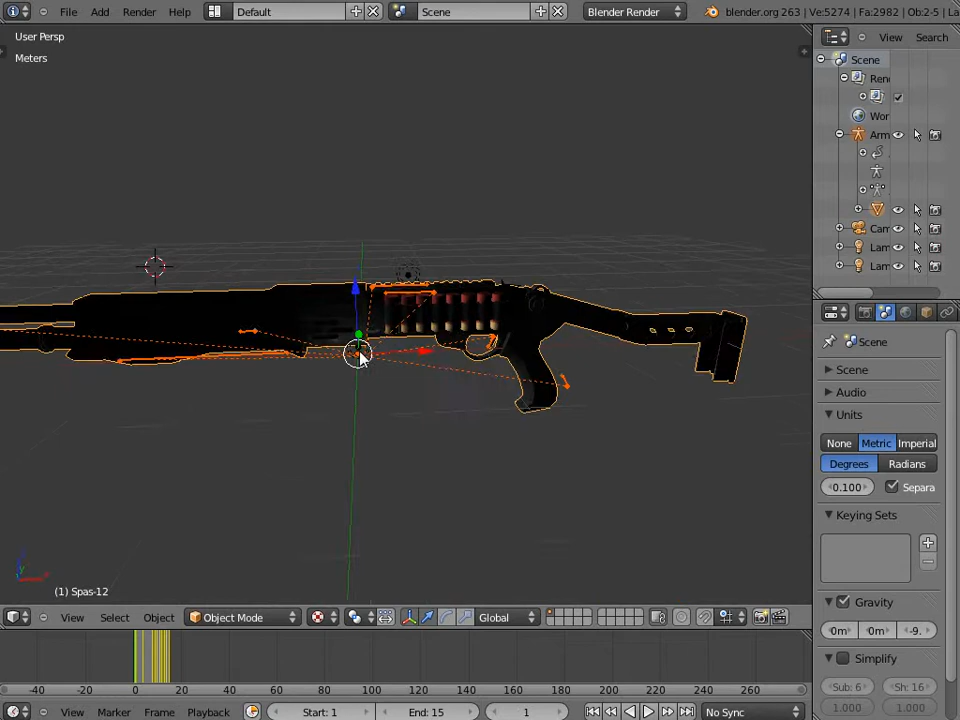 File Add Render Help Default Scene Blender Render blender.org 263 | Ve:5274 | Fa:2982 | Ob:2-5 | La
User Persp
Meters
View Search
Scene
Ren
Wor
Arm
Cam
Lam
Lam
Scene
Scene
Audio
Units
None Metric Imperial
Degrees Radians
0.100 Separa
Keying Sets
Gravity
0m 0m -9.
Simplify
Sub: 6 Sh: 16
1.000 1.000
(1) Spas-12
View Select Object Object Mode Global
-40 -20 0 20 40 60 80 100 120 140 160 180 200 220 240 260
View Marker Frame Playback Start: 1 End: 15 1 No Sync